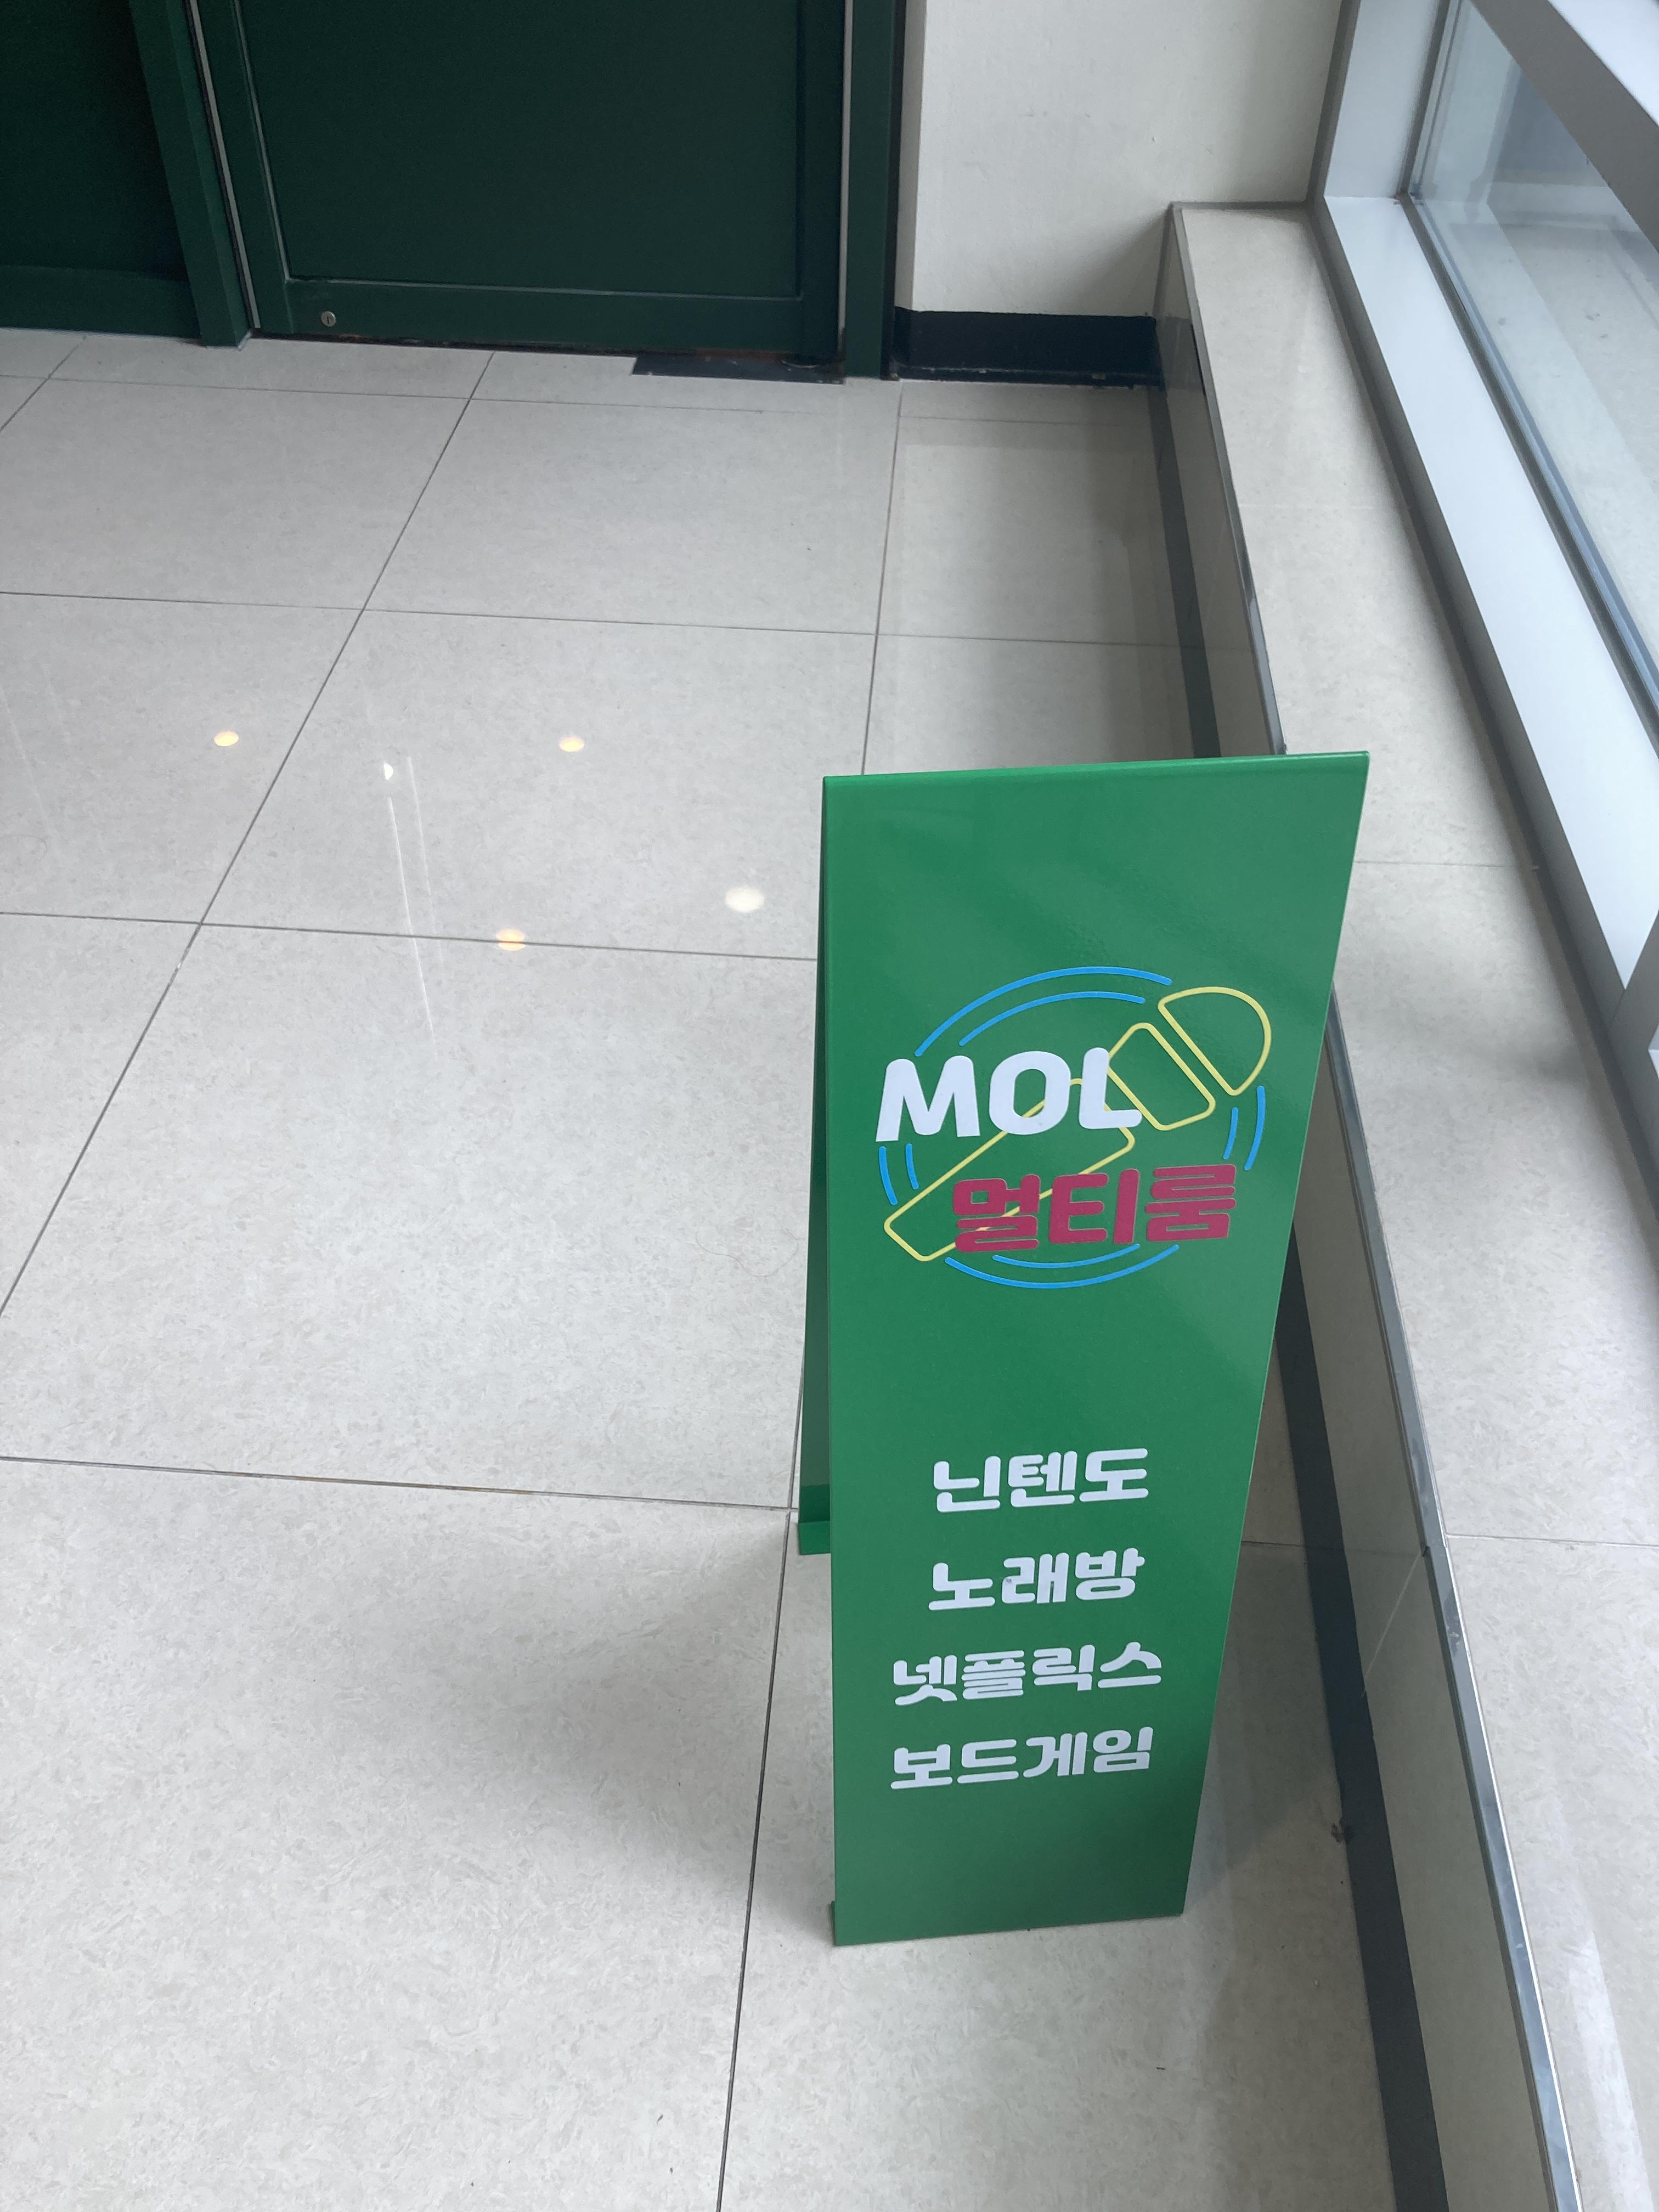 MOL
멀티룸
닌텐도
노래방
넷플릭스
보드게임